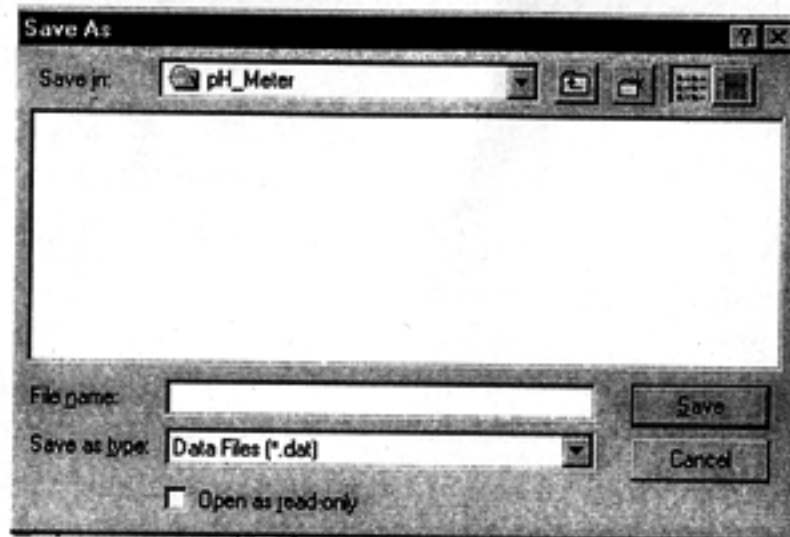 Save As
Save in: pH_Meter
File name:
Save
Save as type: Data Files (*.dat)
Cancel
Open as read-only